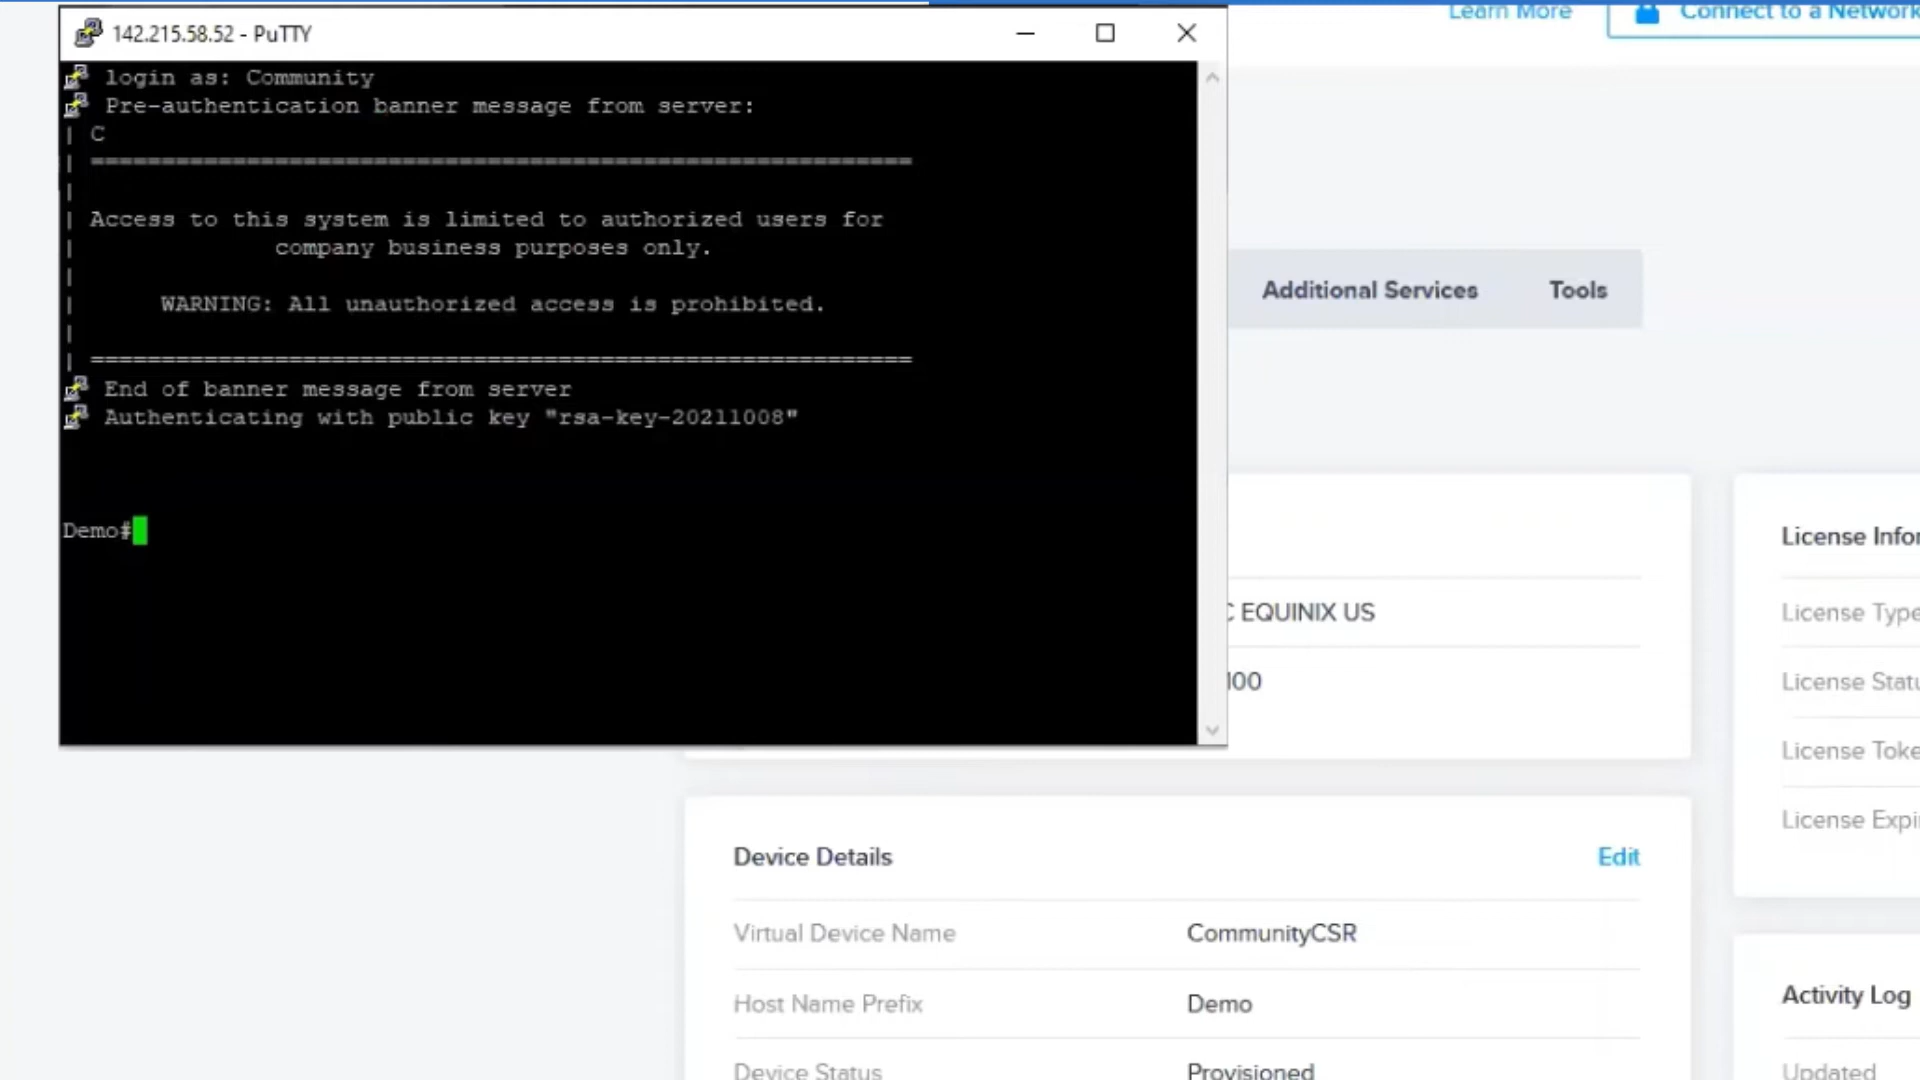 142.215.58.52 - PuTTY
login as: Community
Pre-authentication banner message from server:
| C
| ==========================================================
|
| Access to this system is limited to authorized users for
| company business purposes only.
|
| WARNING: All unauthorized access is prohibited.
|
| ==========================================================
End of banner message from server
Authenticating with public key "rsa-key-20211008"
Demo#
Learn More
Connect to a Network
Additional Services
Tools
C EQUINIX US
100
Device Details
Edit
Virtual Device Name
CommunityCSR
Host Name Prefix
Demo
Device Status
Provisioned
License Infor
License Type
License Statu
License Toke
License Expi
Activity Log
Updated